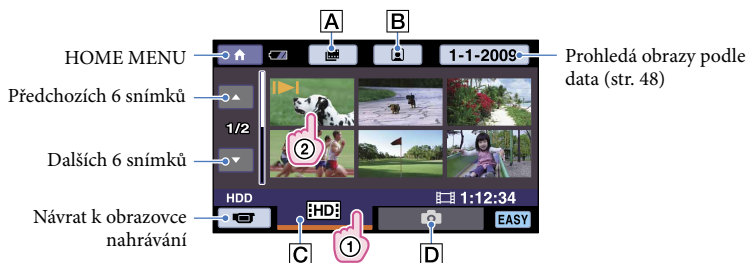 A
B
HOME MENU
1-1-2009
Prohledá obrazy podle
data (str. 48)
Předchozích 6 snímků
1/2
②
Dalších 6 snímků
HDD
1:12:34
Návrat k obrazovce
nahrávání
HD
①
EASY
C
D